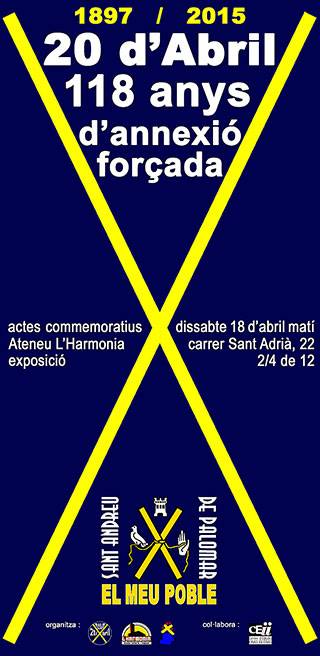 1897 / 2015
20 d'Abril
118 anys
d'annexió
forçada
actes commemoratius
Ateneu L'Harmonia
exposició
dissabte 18 d'abril matí
carrer Sant Adrià, 22
2/4 de 12
SANT ANDREU
DE PALOMAR
EL MEU POBLE
organitza :
col·labora :